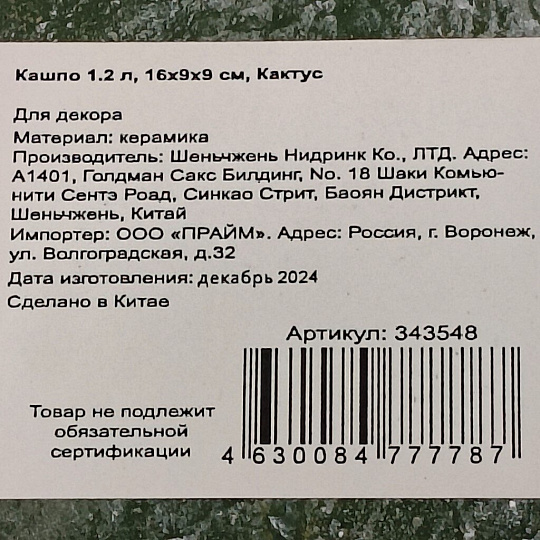 Кашпо 1.2 л, 16х9х9 см, Кактус
Для декора
Материал: керамика
Производитель: Шеньчжень Нидринк Ко., ЛТД. Адрес:
А1401, Голдман Сакс Билдинг, No. 18 Шаки Комью-
нити Сентэ Роад, Синкао Стрит, Баоян Дистрикт,
Шеньчжень, Китай
Импортер: ООО «ПРАЙМ». Адрес: Россия, г. Воронеж,
ул. Волгоградская, д.32
Дата изготовления: декабрь 2024
Сделано в Китае
Артикул: 343548
Товар не подлежит
обязательной
сертификации
4 630084 777787